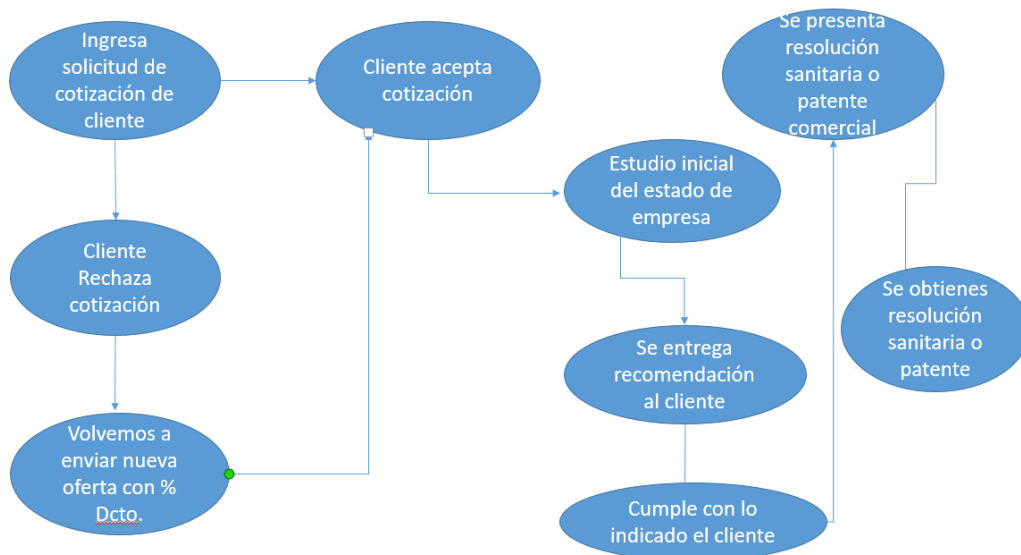 Ingresa
solicitud de
cotización de
cliente
Cliente acepta
cotización
Se presenta
resolución
sanitaria o
patente
comercial
Estudio inicial
del estado de
empresa
Cliente
Rechaza
cotización
Se obtienes
resolución
sanitaria o
patente
Se entrega
recomendación
al cliente
Volvemos a
enviar nueva
oferta con %
Dcto.
Cumple con lo
indicado el cliente